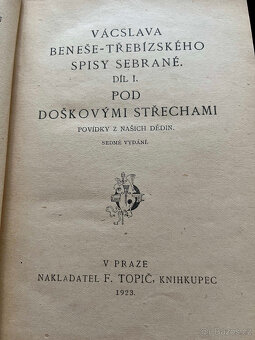 VÁCSLAVA
BENEŠE-TŘEBÍZSKÉHO
SPISY SEBRANÉ.
DÍL I.
POD
DOŠKOVÝMI STŘECHAMI
POVÍDKY Z NAŠICH DĚDIN.
SEDMÉ VYDÁNÍ.
V PRAZE
NAKLADATEL F. TOPIČ, KNIHKUPEC
1923.